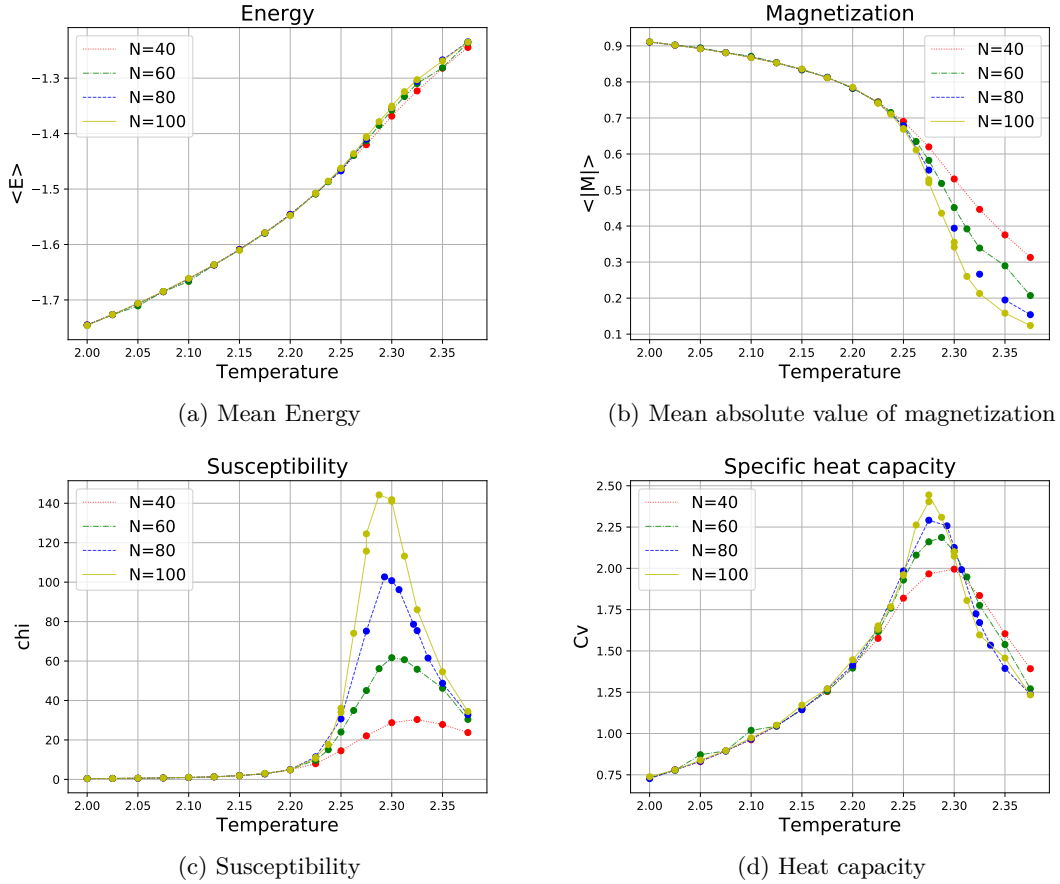 Energy
<E>
−1.3
−1.4
−1.5
−1.6
−1.7
N=40
N=60
N=80
N=100
2.00 2.05 2.10 2.15 2.20 2.25 2.30 2.35
Temperature
(a) Mean Energy
Magnetization
<|M|>
0.9
0.8
0.7
0.6
0.5
0.4
0.3
0.2
0.1
N=40
N=60
N=80
N=100
2.00 2.05 2.10 2.15 2.20 2.25 2.30 2.35
Temperature
(b) Mean absolute value of magnetization
Susceptibility
chi
140
120
100
80
60
40
20
0
N=40
N=60
N=80
N=100
2.00 2.05 2.10 2.15 2.20 2.25 2.30 2.35
Temperature
(c) Susceptibility
Specific heat capacity
Cv
2.50
2.25
2.00
1.75
1.50
1.25
1.00
0.75
N=40
N=60
N=80
N=100
2.00 2.05 2.10 2.15 2.20 2.25 2.30 2.35
Temperature
(d) Heat capacity